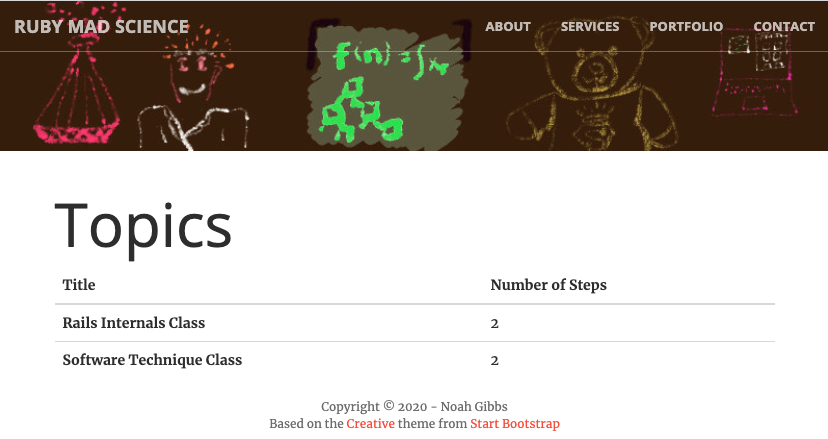 RUBY MAD SCIENCE
ABOUT SERVICES PORTFOLIO CONTACT
Topics
Title Number of Steps
Rails Internals Class 2
Software Technique Class 2
Copyright © 2020 - Noah Gibbs
Based on the Creative theme from Start Bootstrap